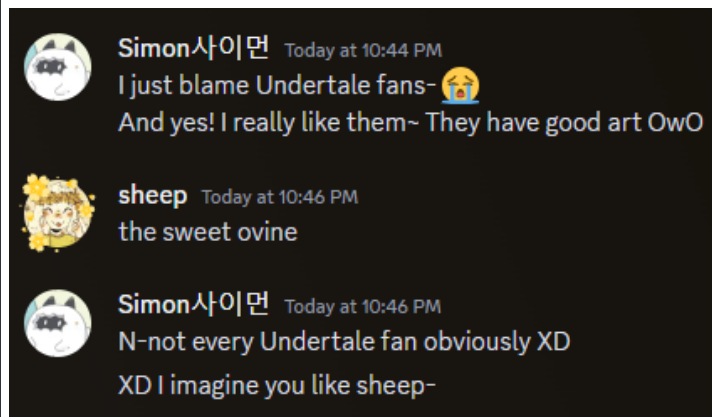 Simon사이먼 Today at 10:44 PM
I just blame Undertale fans- 😭
And yes! I really like them~ They have good art OwO
sheep Today at 10:46 PM
the sweet ovine
Simon사이먼 Today at 10:46 PM
N-not every Undertale fan obviously XD
XD I imagine you like sheep-